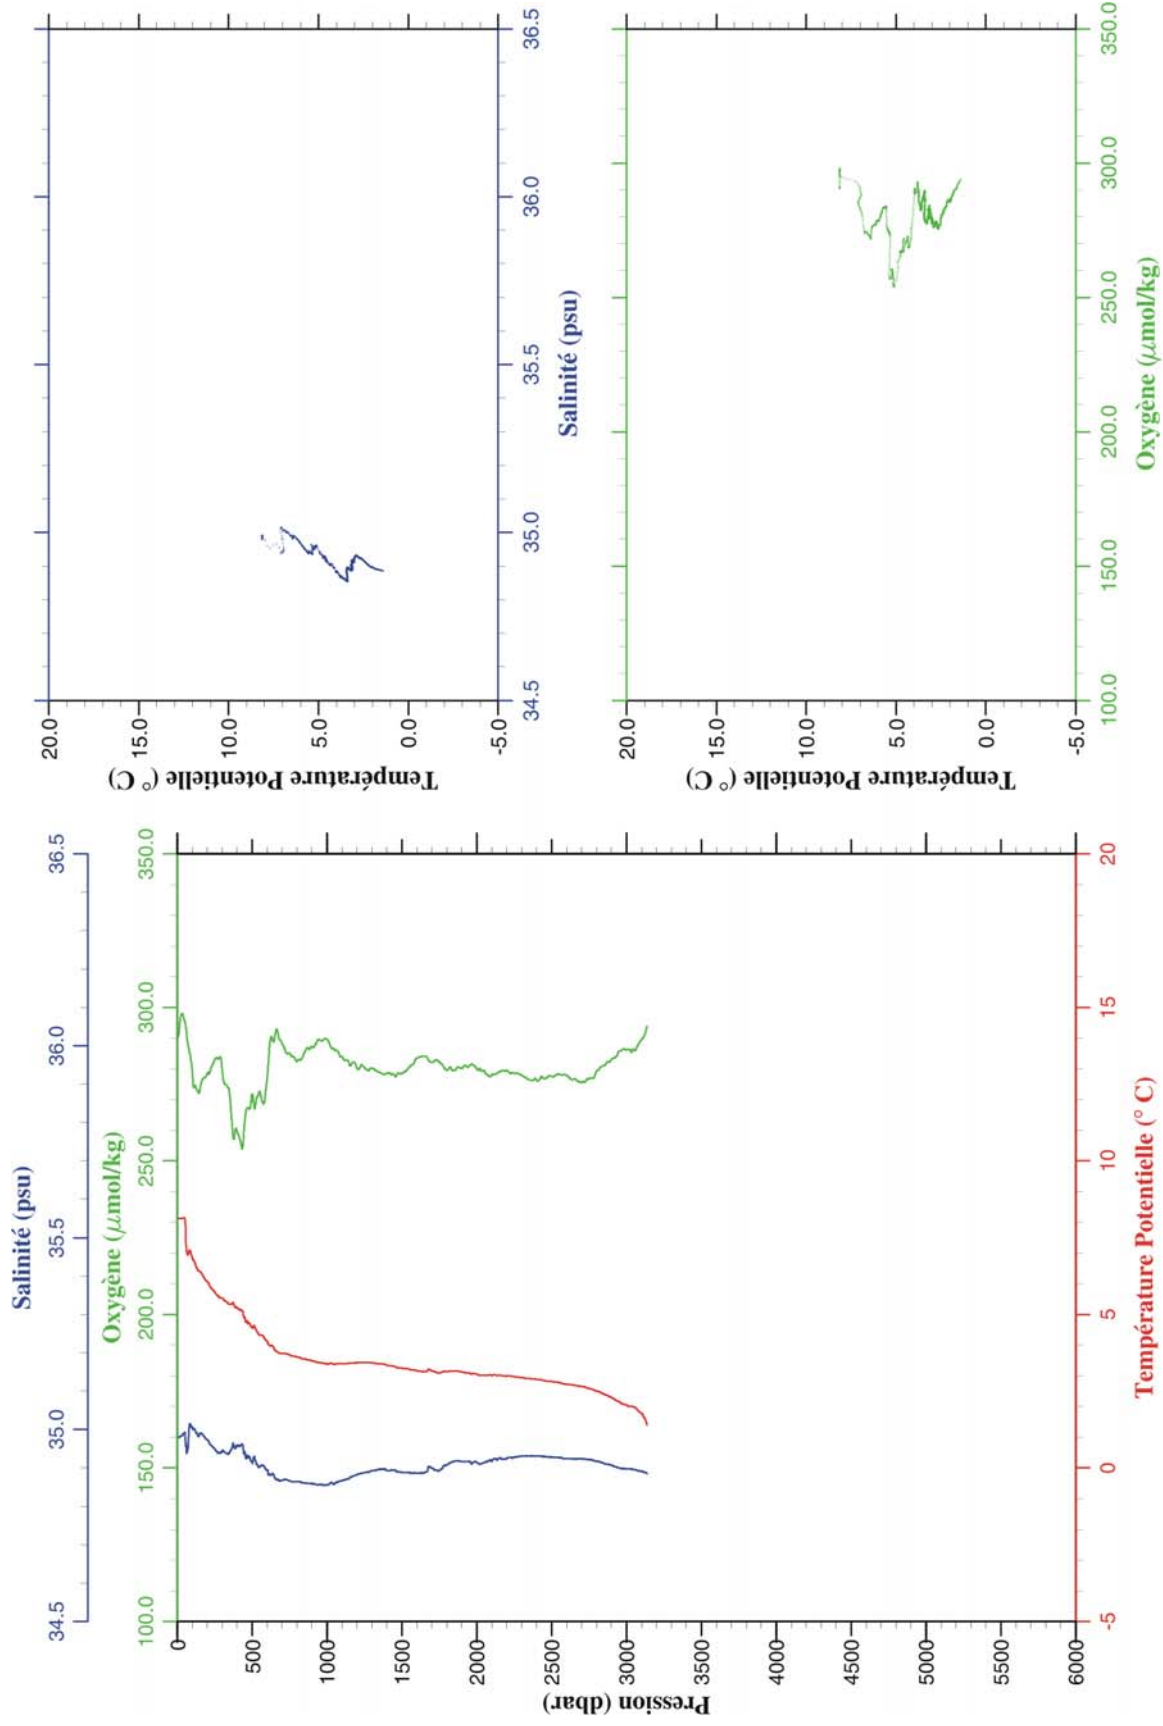 Salinité (psu)
34.5 35.0 35.5 36.0 36.5
Oxygène (μmol/kg)
100.0 150.0 200.0 250.0 300.0 350.0
Pression (dbar)
0
500
1000
1500
2000
2500
3000
3500
4000
4500
5000
5500
6000
-5 0 5 10 15 20
Température Potentielle (° C)
Température Potentielle (° C)
20.0
15.0
10.0
5.0
0.0
-5.0
34.5 35.0 35.5 36.0 36.5
Salinité (psu)
Température Potentielle (° C)
20.0
15.0
10.0
5.0
0.0
-5.0
100.0 150.0 200.0 250.0 300.0 350.0
Oxygène (μmol/kg)